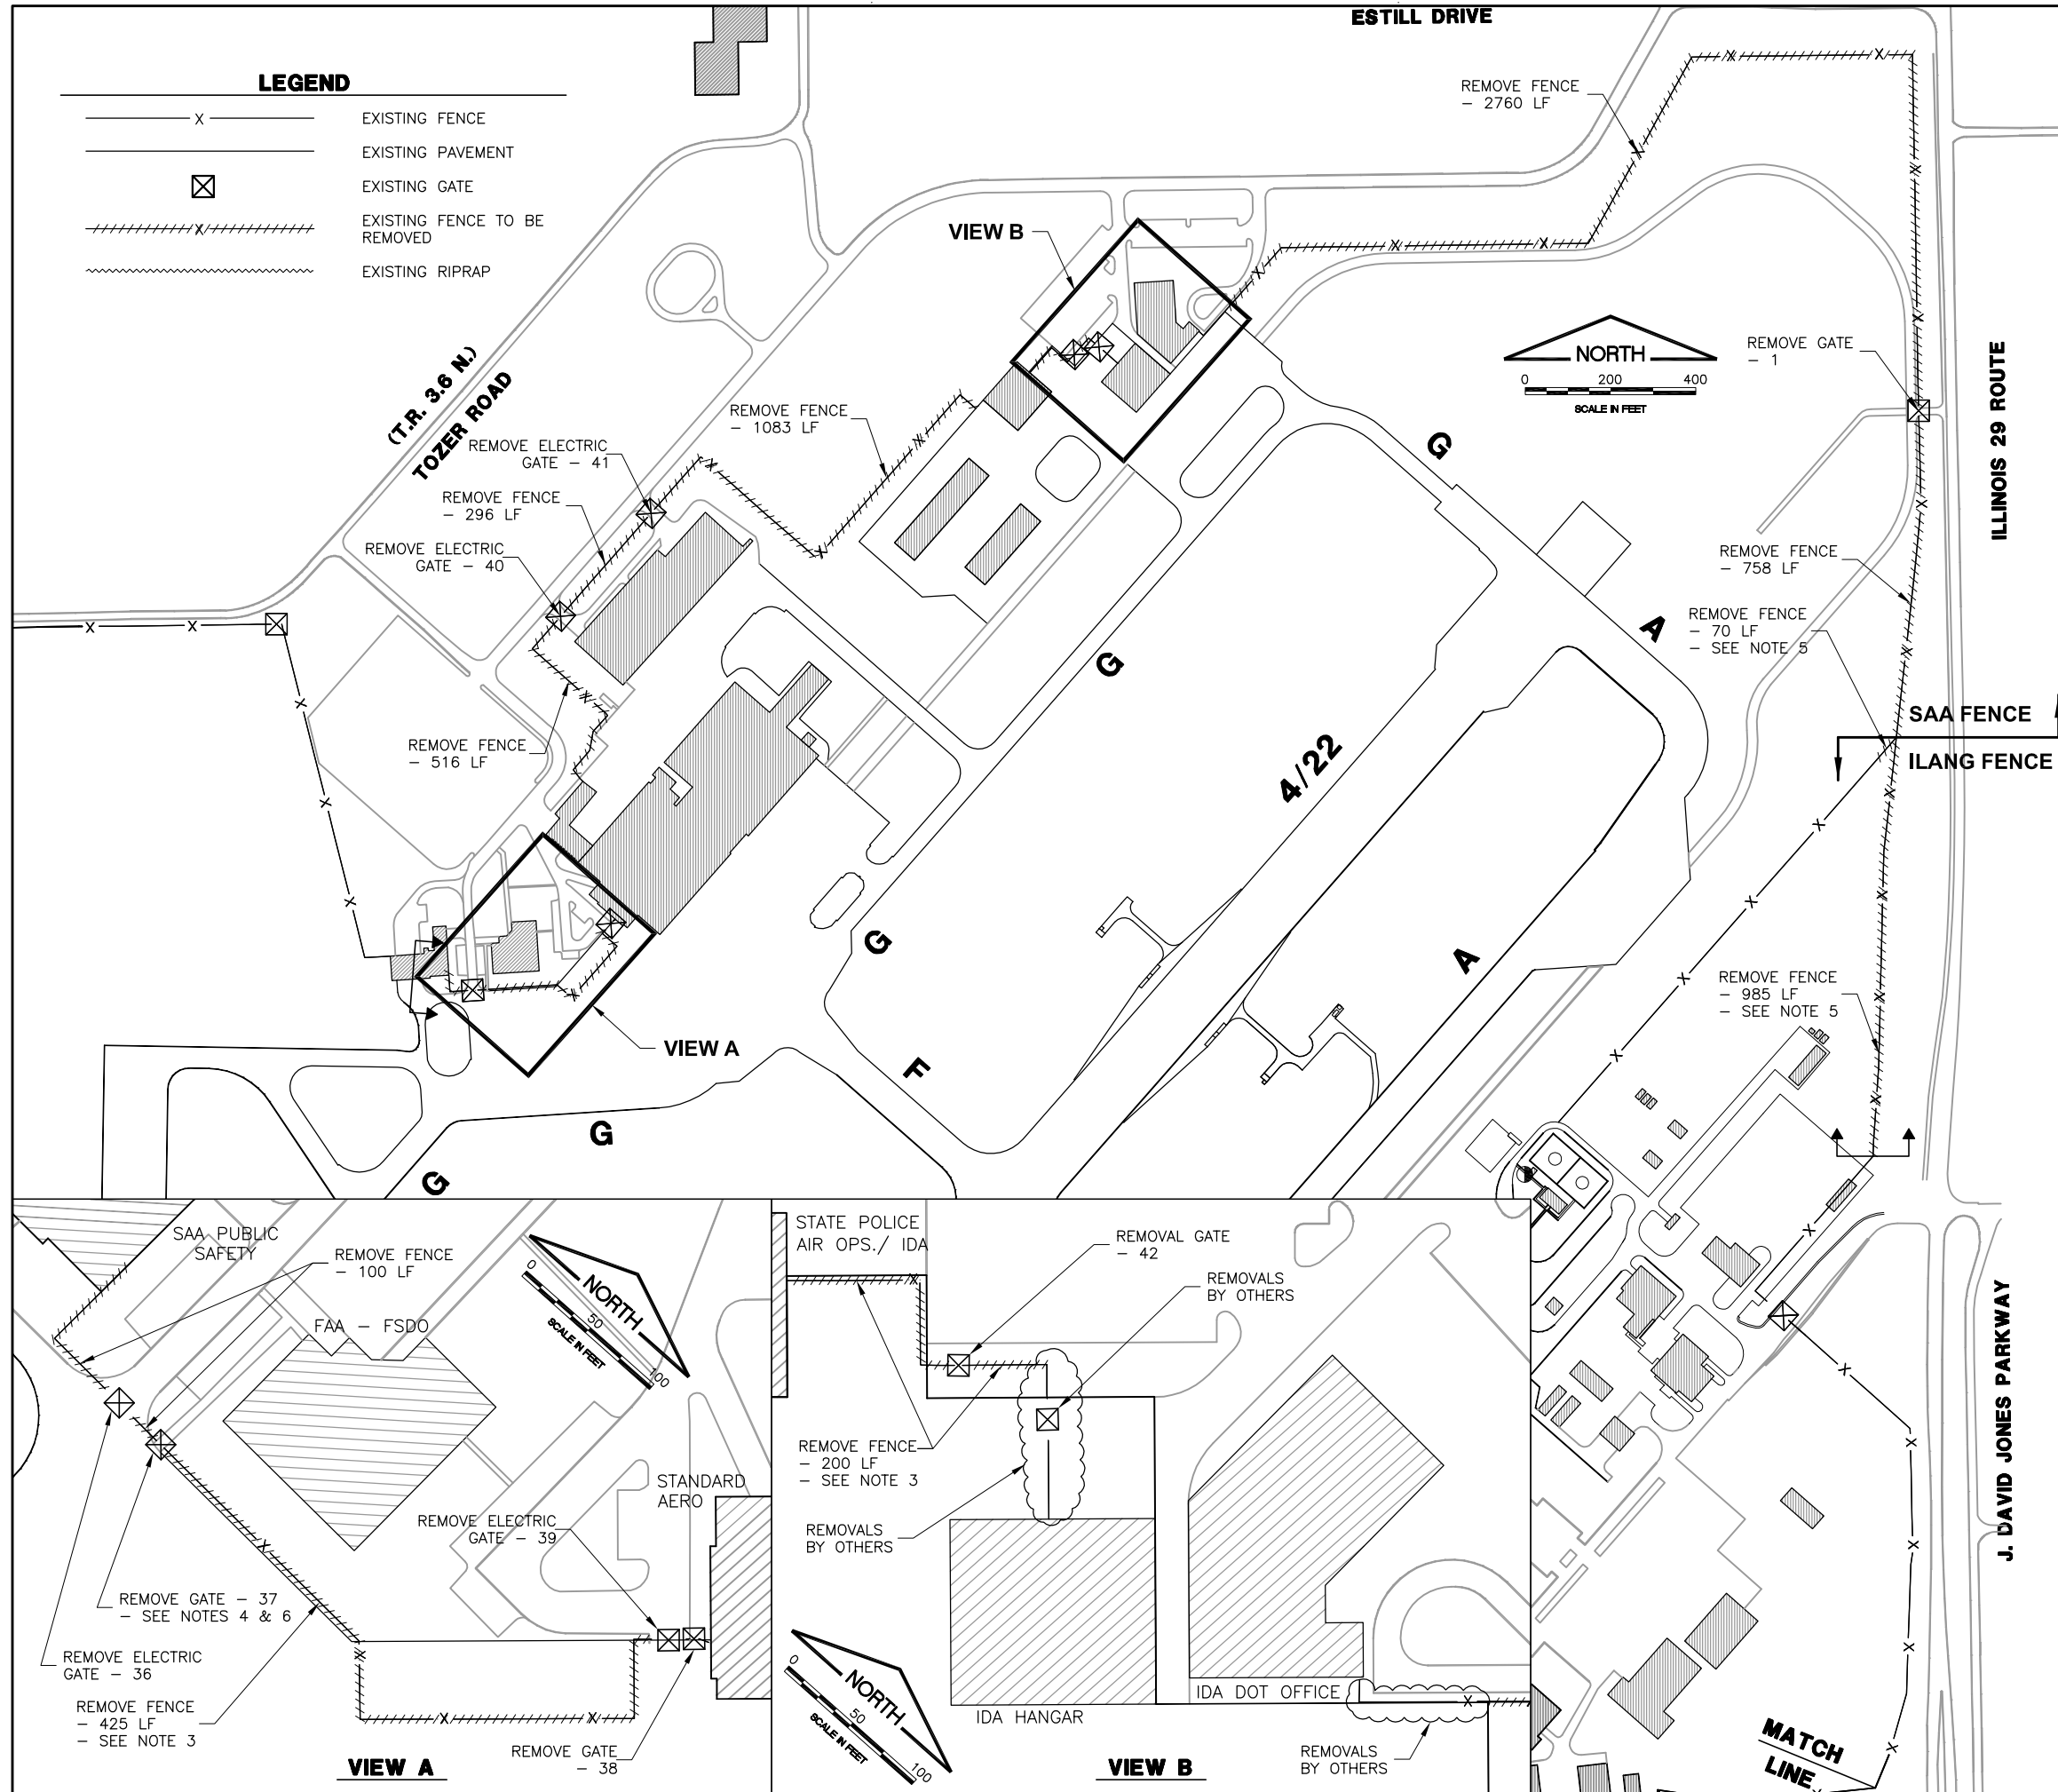 ESTILL DRIVE
LEGEND
X
EXISTING FENCE
EXISTING PAVEMENT
EXISTING GATE
X
EXISTING FENCE TO BE
REMOVED
EXISTING RIPRAP
REMOVE FENCE
– 2760 LF
VIEW B
NORTH
0 200 400
SCALE IN FEET
REMOVE GATE
– 1
ILLINOIS 29 ROUTE
(T.R. 3.6 N.)
TOZER ROAD
REMOVE FENCE
– 1083 LF
REMOVE ELECTRIC
GATE – 41
REMOVE FENCE
– 296 LF
REMOVE ELECTRIC
GATE – 40
REMOVE FENCE
– 516 LF
G
A
G
REMOVE FENCE
– 758 LF
REMOVE FENCE
– 70 LF
– SEE NOTE 5
SAA FENCE
ILANG FENCE
4/22
G
A
F
G
G
REMOVE FENCE
– 985 LF
– SEE NOTE 5
VIEW A
SAA PUBLIC
SAFETY
REMOVE FENCE
– 100 LF
FAA – FSDO
NORTH
0 50 100
SCALE IN FEET
STANDARD
AERO
REMOVE ELECTRIC
GATE – 39
REMOVE GATE – 37
– SEE NOTES 4 & 6
REMOVE ELECTRIC
GATE – 36
REMOVE FENCE
– 425 LF
– SEE NOTE 3
REMOVE GATE
– 38
VIEW A
STATE POLICE
AIR OPS./ IDA
REMOVAL GATE
– 42
REMOVALS
BY OTHERS
REMOVE FENCE
– 200 LF
– SEE NOTE 3
REMOVALS
BY OTHERS
NORTH
0 50 100
SCALE IN FEET
IDA HANGAR
IDA DOT OFFICE
REMOVALS
BY OTHERS
VIEW B
J. DAVID JONES PARKWAY
MATCH
LINE